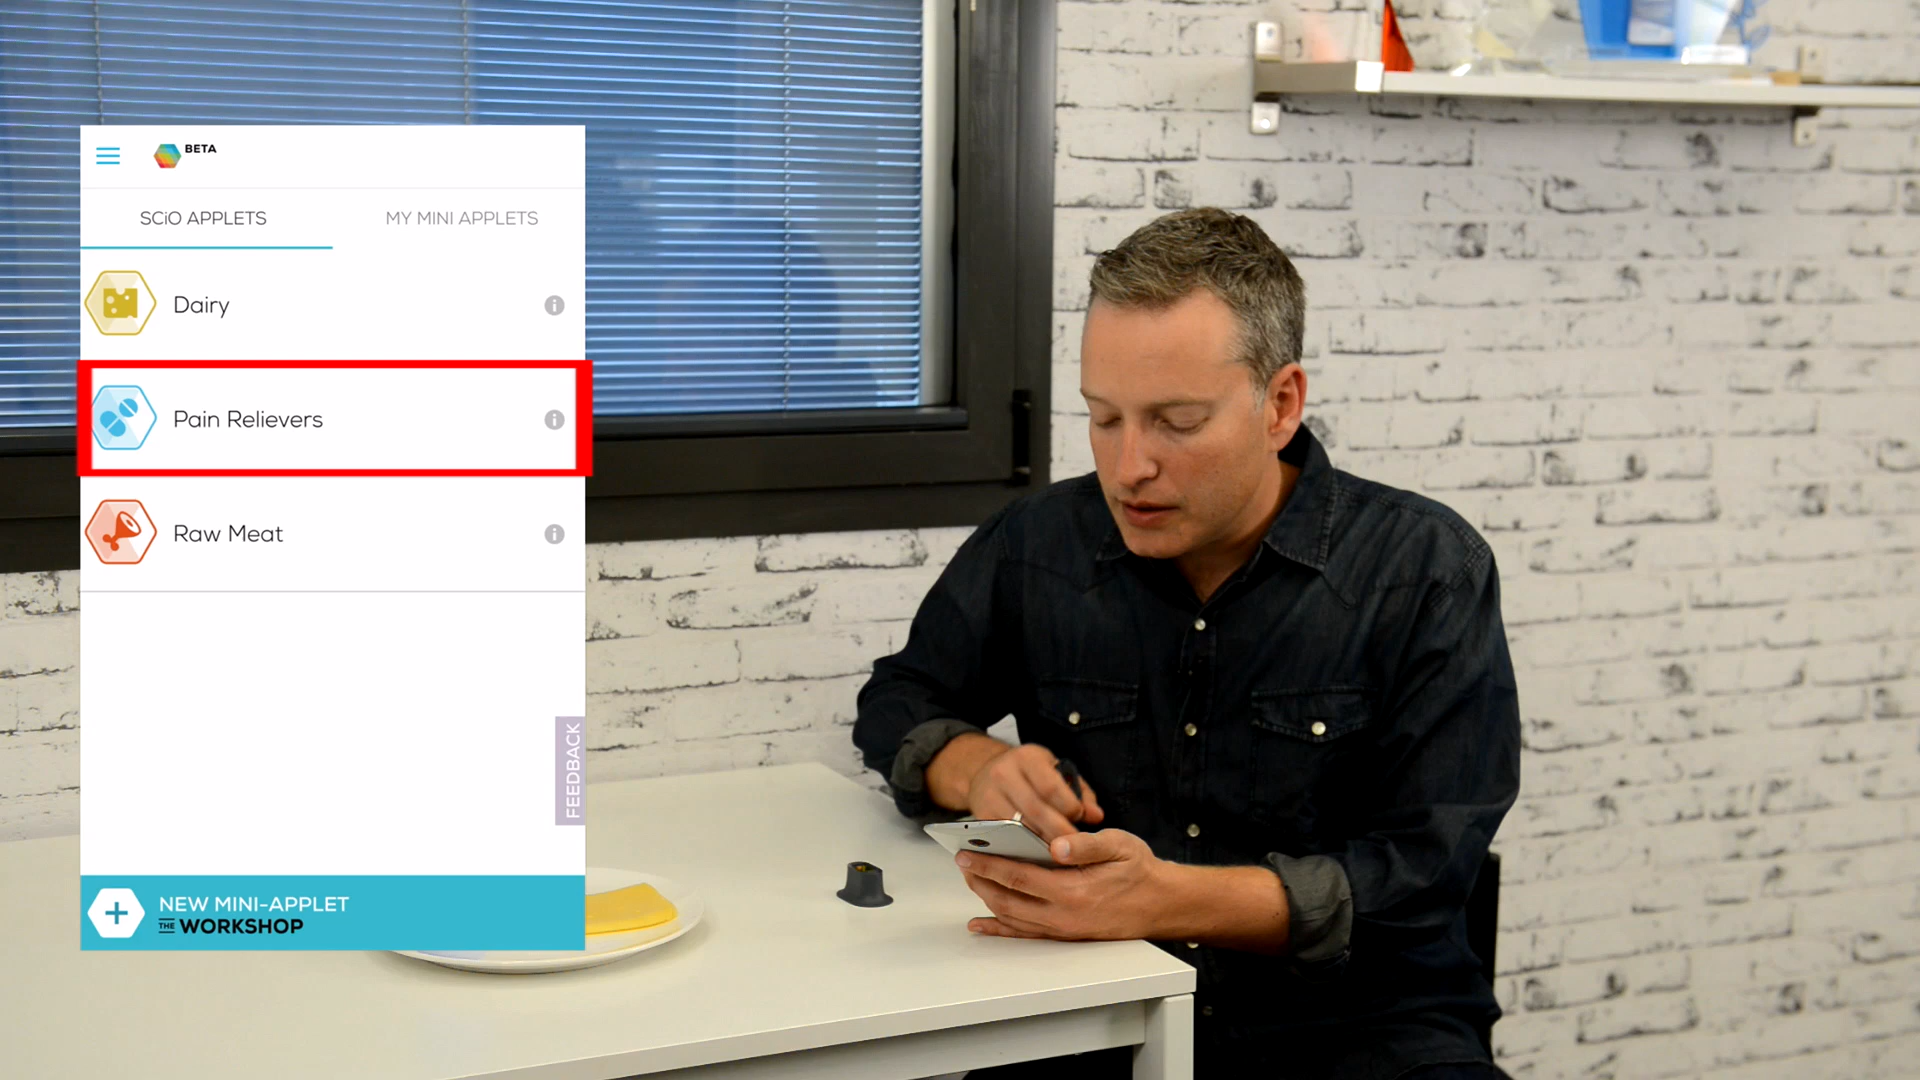 BETA
SCiO APPLETS
MY MINI APPLETS
Dairy
Pain Relievers
Raw Meat
FEEDBACK
NEW MINI-APPLET
THE WORKSHOP